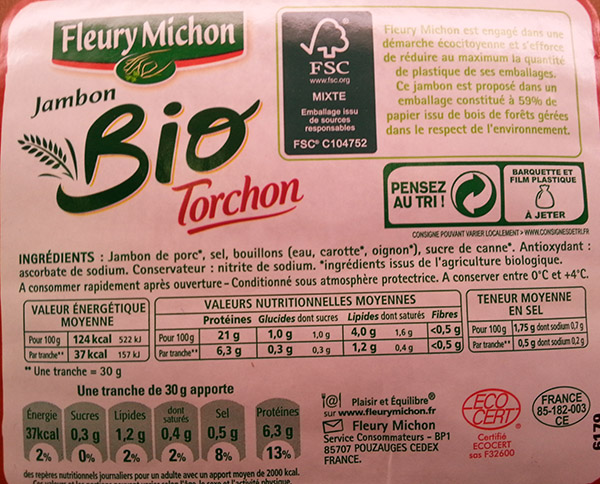 Fleury Michon
Jambon
Bio
Torchon
FSC
www.fsc.org
MIXTE
Emballage issu
de sources
responsables
FSC® C104752
Fleury Michon est engagé dans une
démarche écocitoyenne et s'efforce
de réduire au maximum la quantité
de plastique de ses emballages.
Ce jambon est proposé dans un
emballage constitué à 59% de
papier issu de bois de forêts gérées
dans le respect de l'environnement.
PENSEZ
AU TRI !
BARQUETTE ET
FILM PLASTIQUE
À JETER
CONSIGNE POUVANT VARIER LOCALEMENT > WWW.CONSIGNESDETRI.FR
INGRÉDIENTS : Jambon de porc*, sel, bouillons (eau, carotte*, oignon*), sucre de canne*. Antioxydant :
ascorbate de sodium. Conservateur : nitrite de sodium. *ingrédients issus de l'agriculture biologique.
A consommer rapidement après ouverture - Conditionné sous atmosphère protectrice. A conserver entre 0°C et +4°C.
VALEUR ÉNERGÉTIQUE
MOYENNE
Pour 100g 124 kcal 522 kJ
Par tranche** 37 kcal 157 kJ
VALEURS NUTRITIONNELLES MOYENNES
Protéines Glucides dont sucres Lipides dont saturés Fibres
Pour 100g 21 g 1,0 g 1,0 g 4,0 g 1,6 g <0,5 g
Par tranche** 6,3 g 0,3 g 0,3 g 1,2 g 0,4 g <0,5 g
TENEUR MOYENNE
EN SEL
Pour 100g 1,75 g dont sodium 0,7 g
Par tranche** 0,5 g dont sodium 0,2 g
** Une tranche = 30 g
Une tranche de 30 g apporte
Énergie Sucres Lipides dont saturés Sel Protéines
37kcal 0,3 g 1,2 g 0,4 g 0,5 g 6,3 g
2% 0% 2% 2% 8% 13%
des repères nutritionnels journaliers pour un adulte avec un apport moyen de 2000 kcal.
Plaisir et Équilibre®
sur www.fleurymichon.fr
Fleury Michon
Service Consommateurs - BP1
85707 POUZAUGES CEDEX
FRANCE.
ECO
CERT
Certifié
ECOCERT
sas F32600
FRANCE
85-182-003
CE
6179